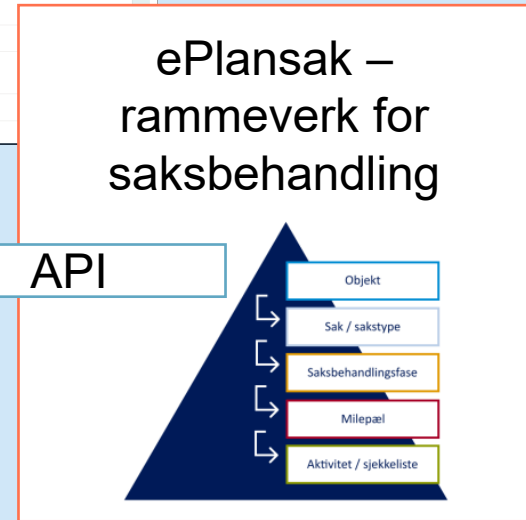 ePlansak –
rammeverk for
saksbehandling
API
Objekt
Sak / sakstype
Saksbehandlingsfase
Milepæl
Aktivitet / sjekkeliste